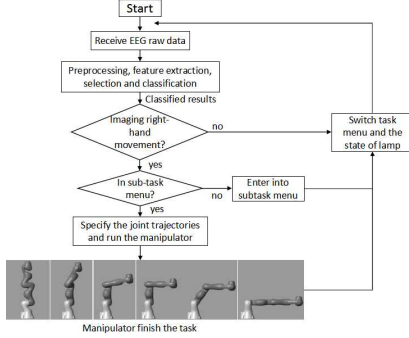 Start
Receive EEG raw data
Preprocessing, feature extraction,
selection and classification
Classified results
Imaging right-
hand
movement?
no
Switch task
menu and the
state of lamp
yes
In sub-task
menu?
no
Enter into
subtask menu
yes
Specify the joint trajectories
and run the manipulator
Manipulator finish the task